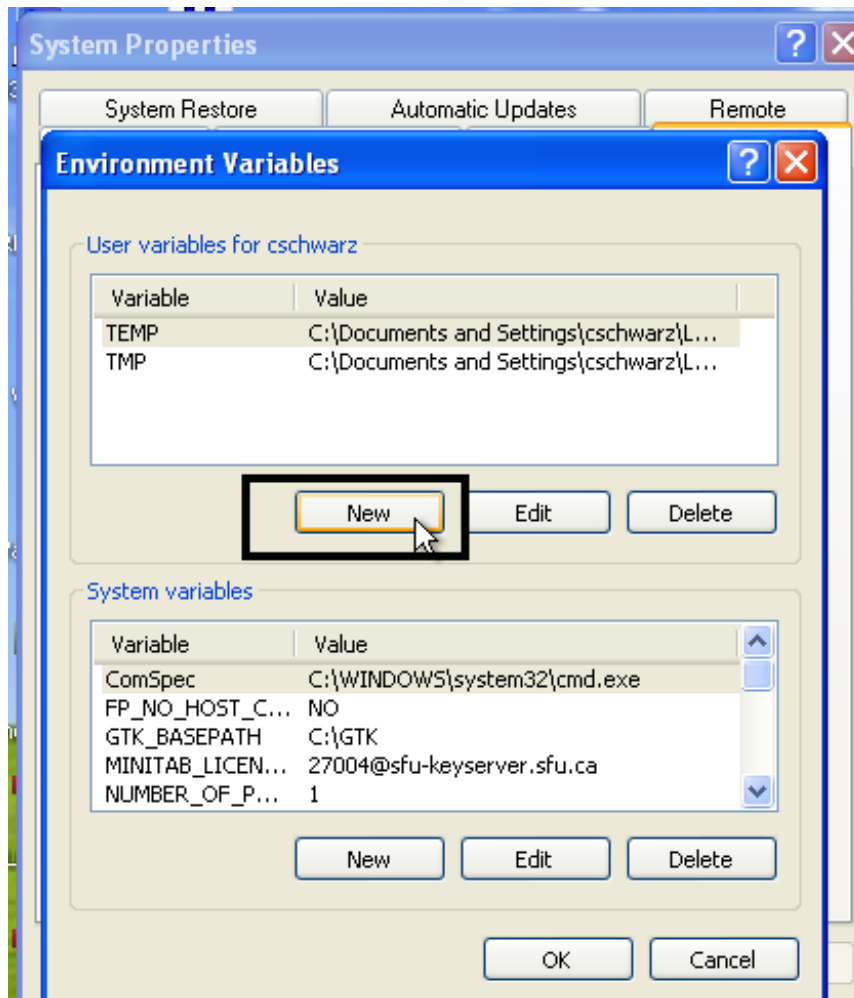 System Properties
System Restore Automatic Updates Remote
Environment Variables
User variables for cschwarz
Variable Value
TEMP C:\Documents and Settings\cschwarz\L...
TMP C:\Documents and Settings\cschwarz\L...
New Edit Delete
System variables
Variable Value
ComSpec C:\WINDOWS\system32\cmd.exe
FP_NO_HOST_C... NO
GTK_BASEPATH C:\GTK
MINITAB_LICEN... 27004@sfu-keyserver.sfu.ca
NUMBER_OF_P... 1
New Edit Delete
OK Cancel